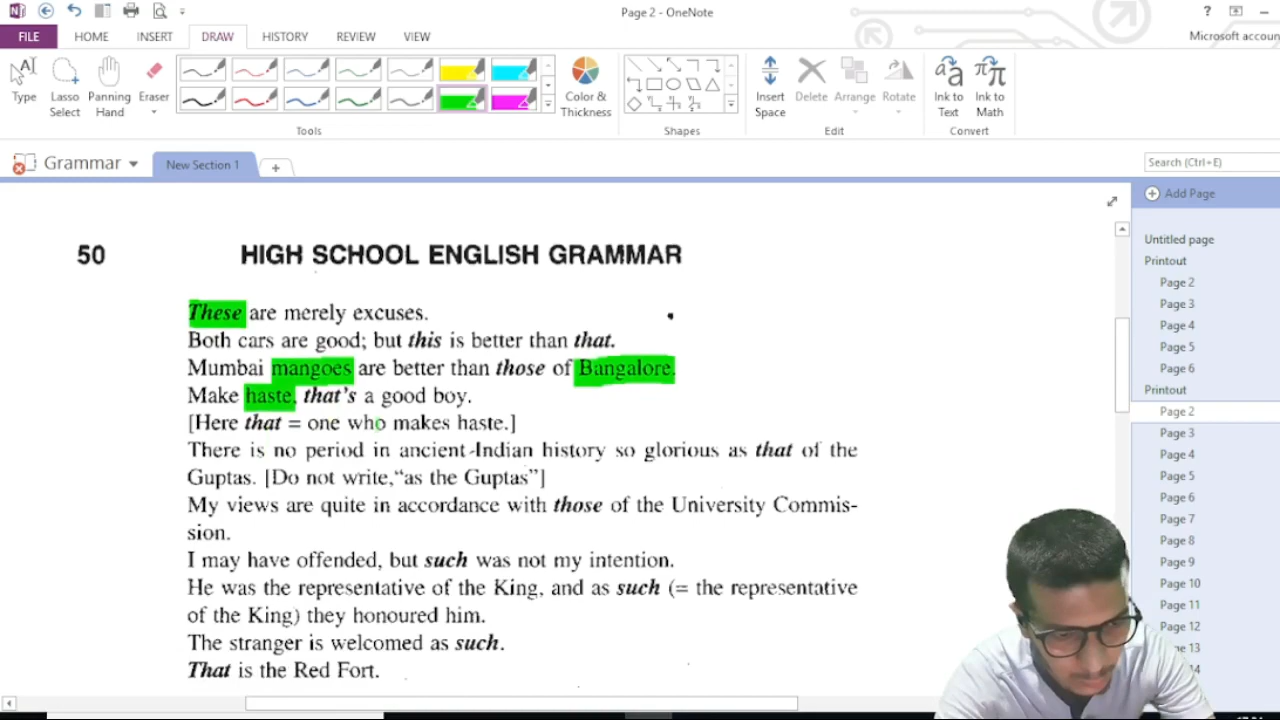 Page 2 - OneNote
?
FILE HOME INSERT DRAW HISTORY REVIEW VIEW
Microsoft accoun
Type
Lasso Select
Panning Hand
Eraser
Color & Thickness
Insert Space
Delete
Arrange
Rotate
Ink to Text
Ink to Math
Tools
Shapes
Edit
Convert
Grammar
New Section 1
+
Search (Ctrl+E)
Add Page
50 HIGH SCHOOL ENGLISH GRAMMAR
These are merely excuses.
Both cars are good; but this is better than that.
Mumbai mangoes are better than those of Bangalore.
Make haste, that's a good boy.
[Here that = one who makes haste.]
There is no period in ancient-Indian history so glorious as that of the
Guptas. [Do not write,“as the Guptas”]
My views are quite in accordance with those of the University Commis-
sion.
I may have offended, but such was not my intention.
He was the representative of the King, and as such (= the representative
of the King) they honoured him.
The stranger is welcomed as such.
That is the Red Fort.
Untitled page
Printout
Page 2
Page 3
Page 4
Page 5
Page 6
Printout
Page 2
Page 3
Page 4
Page 5
Page 6
Page 7
Page 8
Page 9
Page 10
Page 11
Page 12
13
14